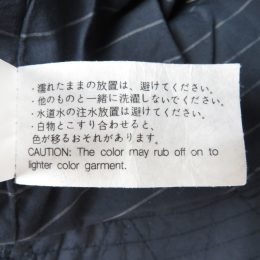 ・濡れたままの放置は、避けてください。
・他のものと一緒に洗濯しないでください。
・水道水の注水放置は、避けてください。
・白物とこすり合わせると、
色が移るおそれがあります。
CAUTION: The color may rub off on to
lighter color garment.